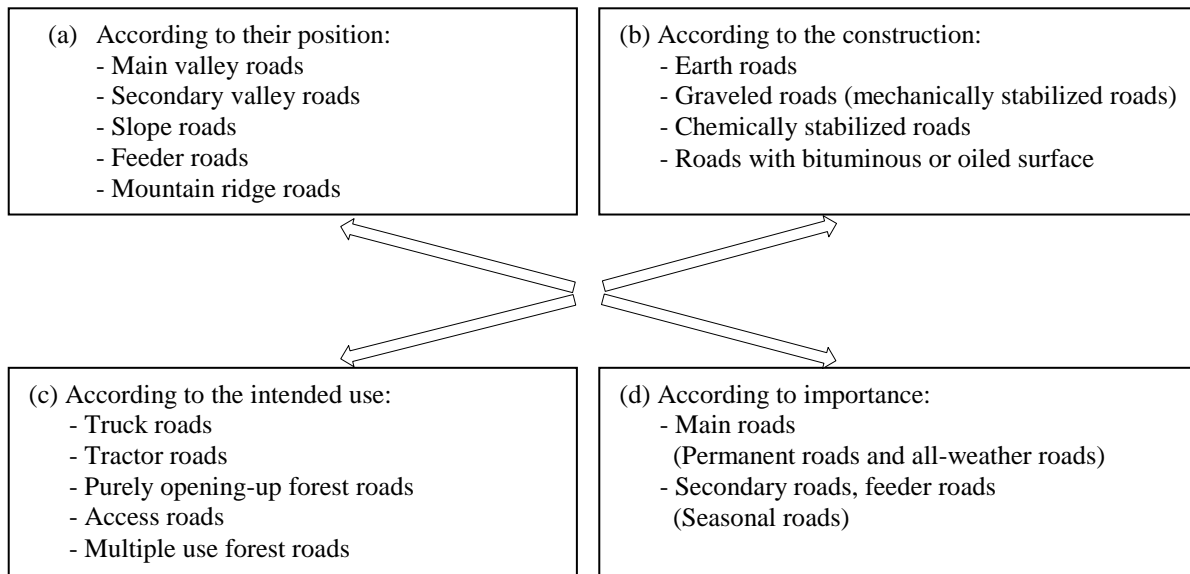 (a) According to their position:
- Main valley roads
- Secondary valley roads
- Slope roads
- Feeder roads
- Mountain ridge roads
(b) According to the construction:
- Earth roads
- Graveled roads (mechanically stabilized roads)
- Chemically stabilized roads
- Roads with bituminous or oiled surface
(c) According to the intended use:
- Truck roads
- Tractor roads
- Purely opening-up forest roads
- Access roads
- Multiple use forest roads
(d) According to importance:
- Main roads
(Permanent roads and all-weather roads)
- Secondary roads, feeder roads
(Seasonal roads)